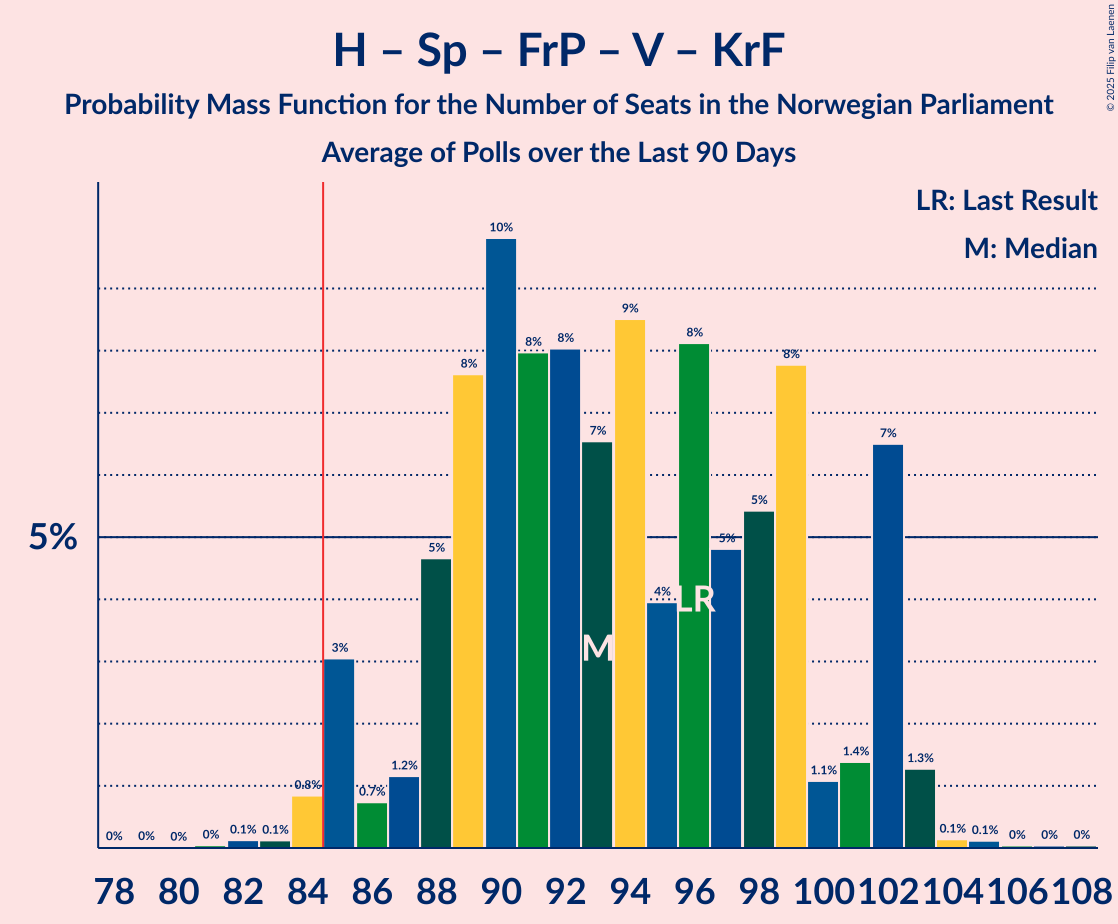 H – Sp – FrP – V – KrF
Probability Mass Function for the Number of Seats in the Norwegian Parliament
Average of Polls over the Last 90 Days
© 2025 Filip van Laenen
LR: Last Result
M: Median
5%
0% 0% 0% 0% 0.1% 0.1% 0.8% 3% 0.7% 1.2% 5% 8% 10% 8% 8% 7% 9% 4% 8% 5% 5% 8% 1.1% 1.4% 7% 1.3% 0.1% 0.1% 0% 0% 0%
LR
M
78 80 82 84 86 88 90 92 94 96 98 100 102 104 106 108